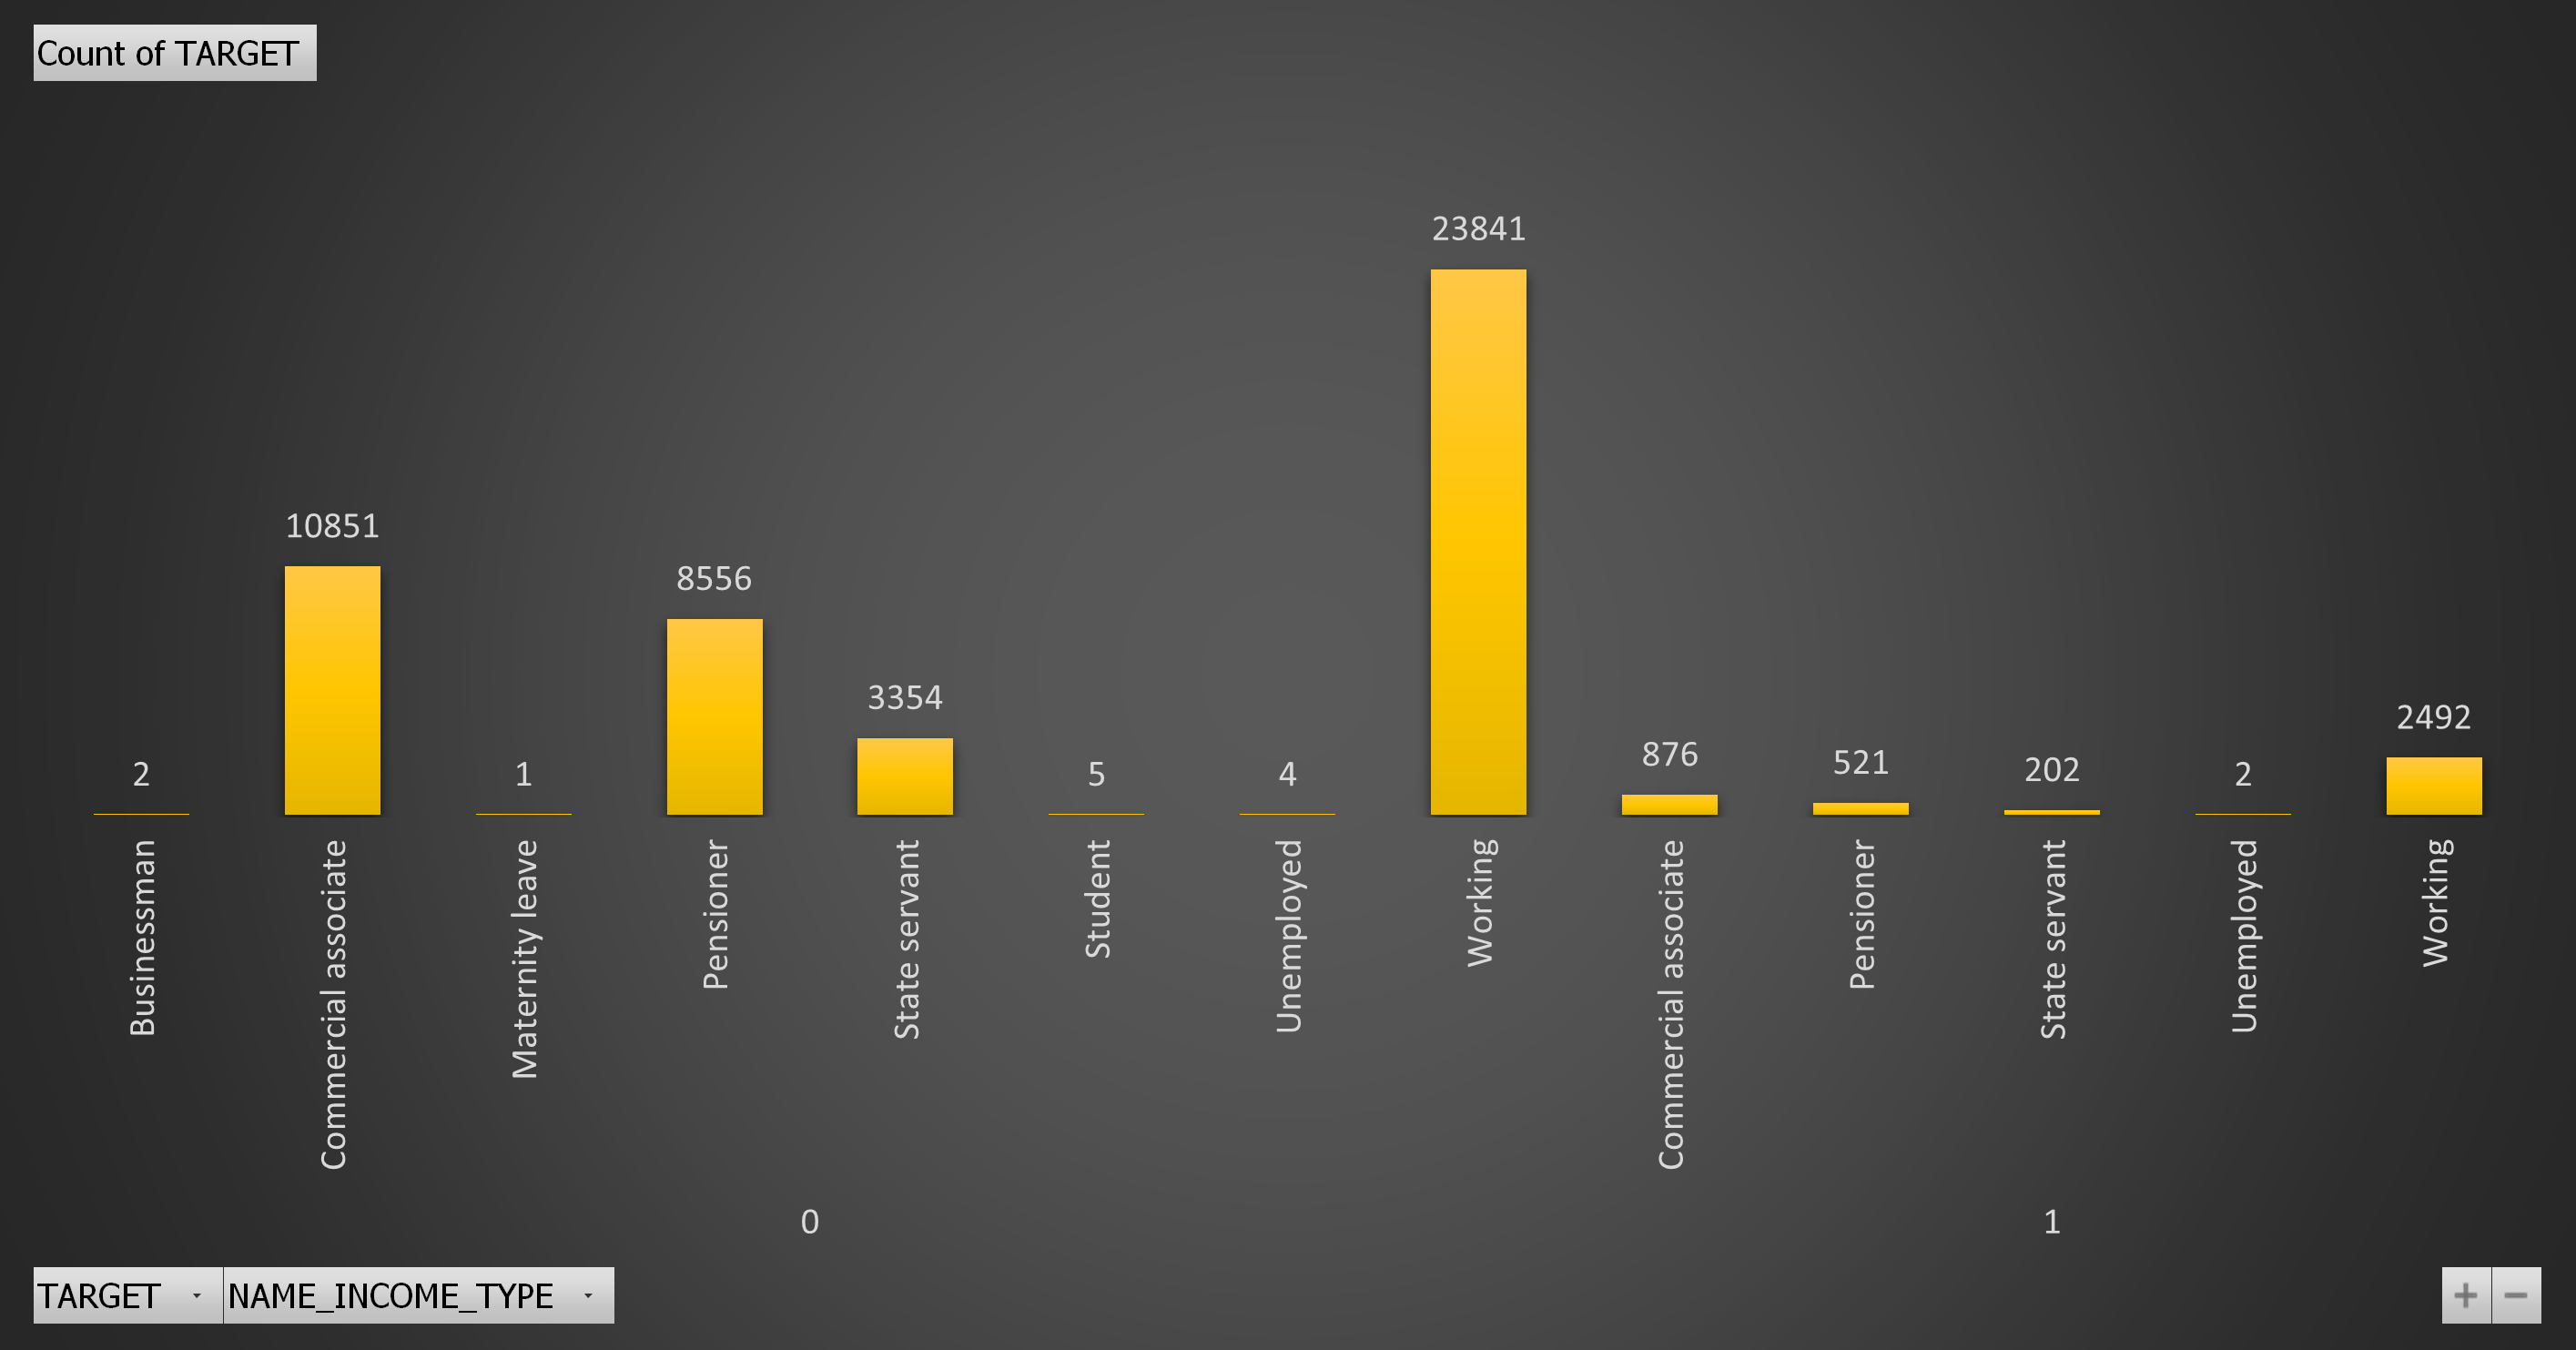 Count of TARGET
23841
10851
8556
3354
2492
876
521
202
2
1
5
4
2
Businessman
Commercial associate
Maternity leave
Pensioner
State servant
Student
Unemployed
Working
Commercial associate
Pensioner
State servant
Unemployed
Working
0
1
TARGET
NAME_INCOME_TYPE